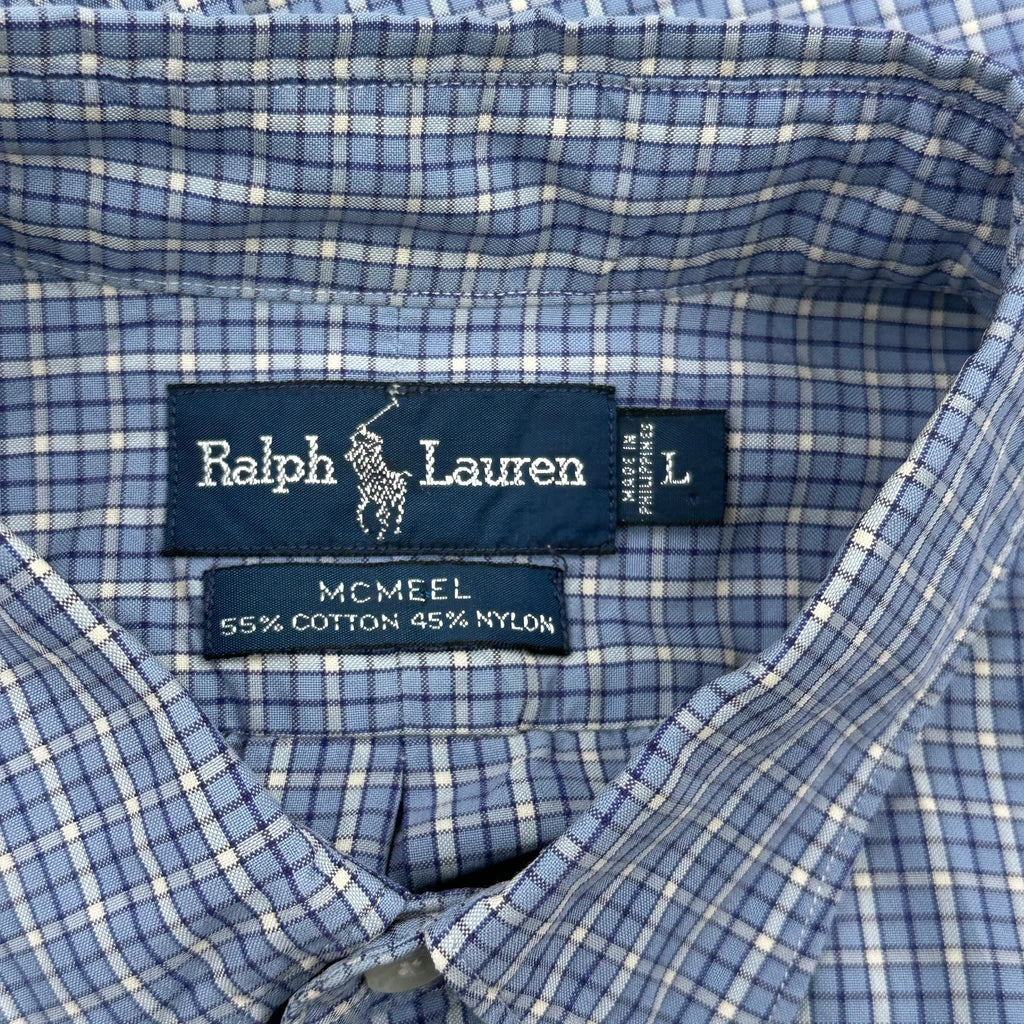 Ralph Lauren
MADE IN
PHILIPPINES
L
MCMEEL
55% COTTON 45% NYLON